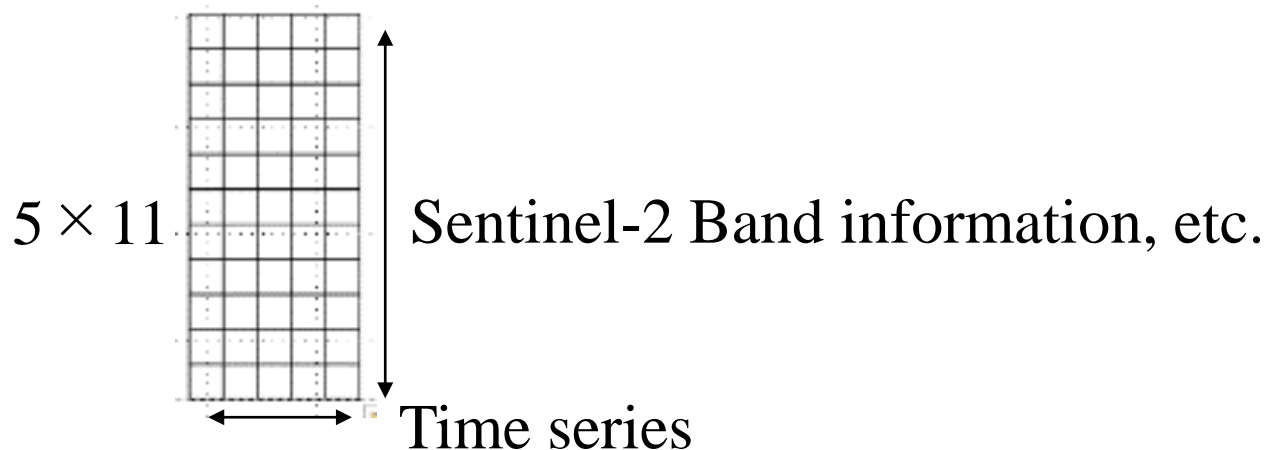 5 × 11
Sentinel-2 Band information, etc.
Time series